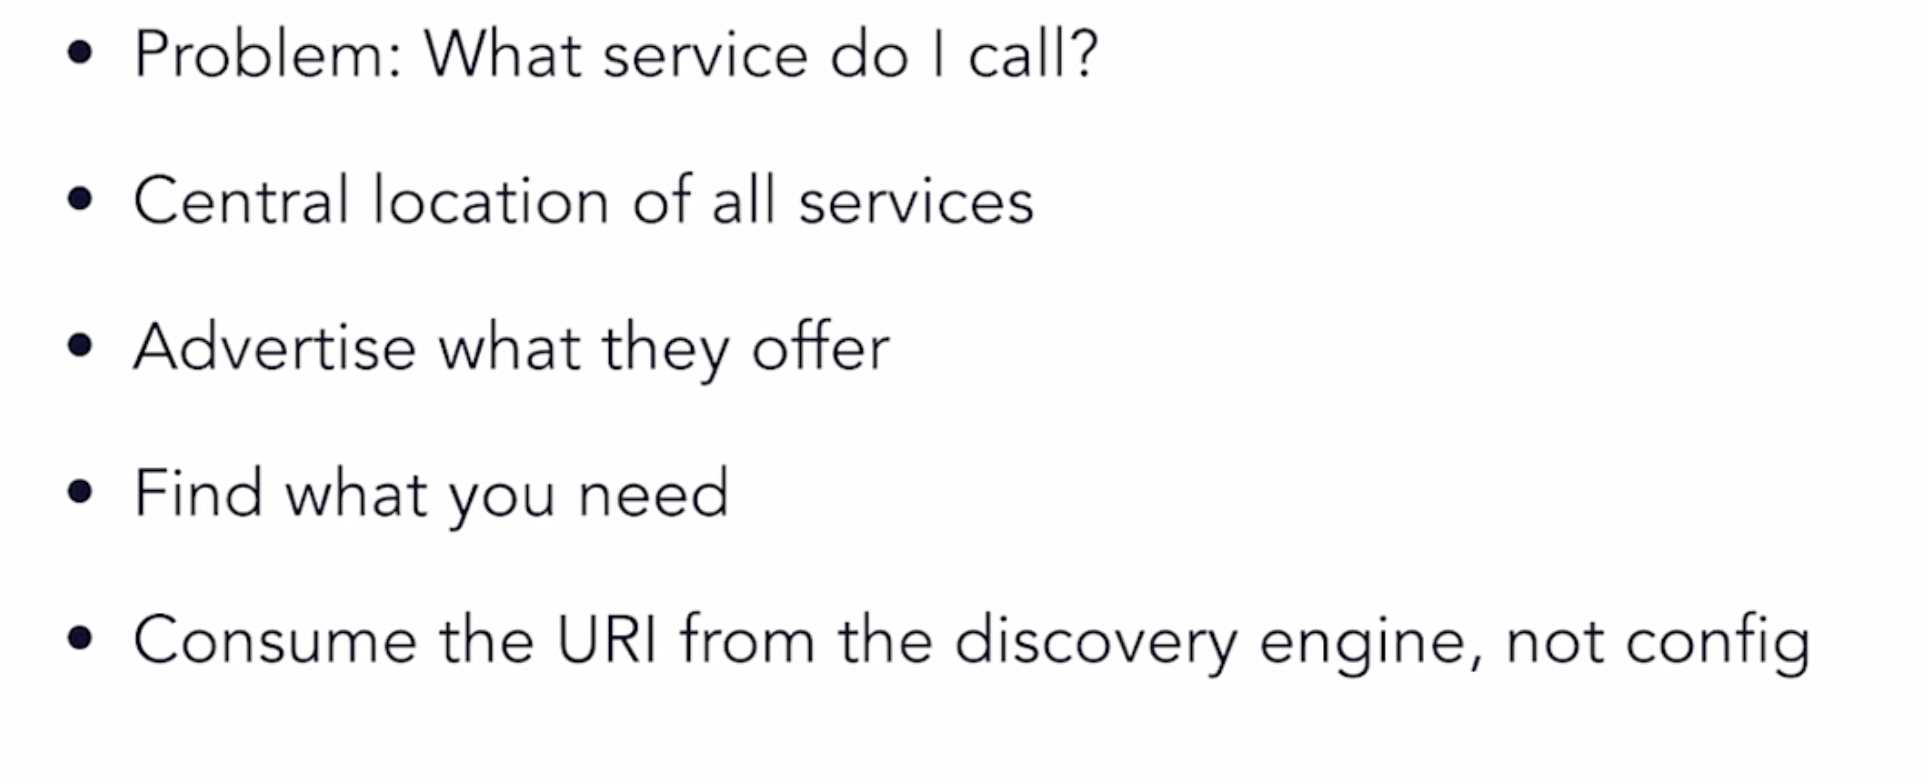 • Problem: What service do I call?
• Central location of all services
• Advertise what they offer
• Find what you need
• Consume the URI from the discovery engine, not config